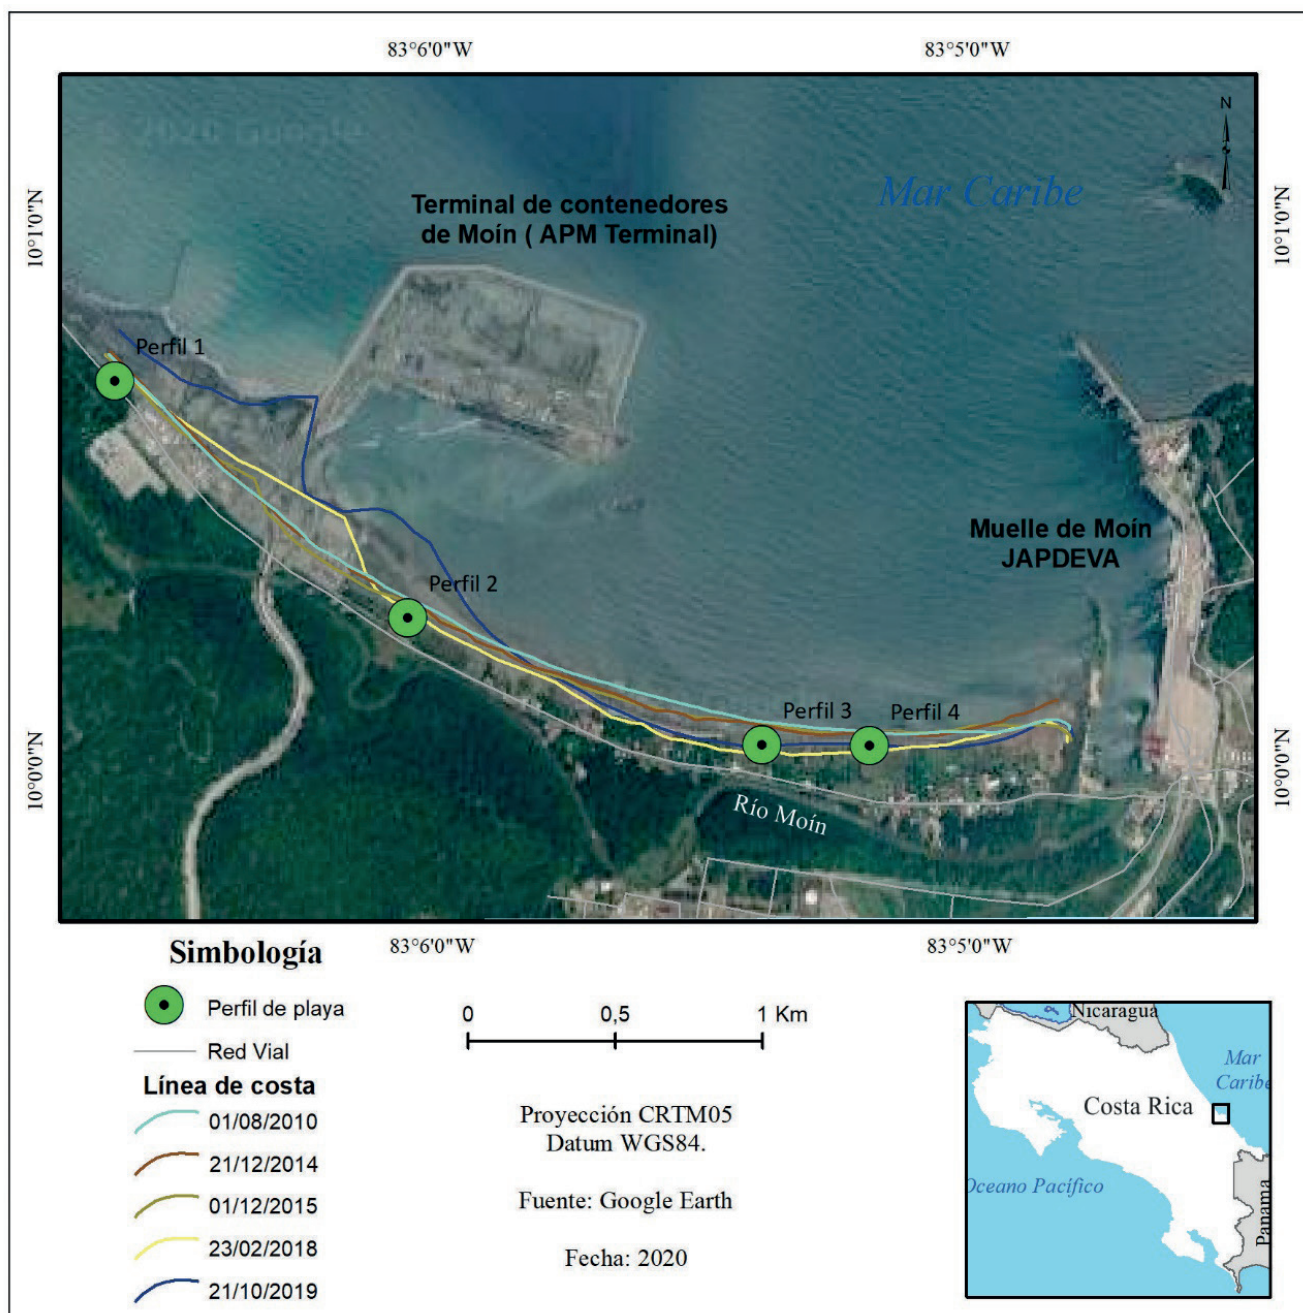 83°6'0"W
83°5'0"W
© 2020 Google
N
10°1'0"N
10°1'0"N
Mar Caribe
Terminal de contenedores
de Moín ( APM Terminal)
Perfil 1
Muelle de Moín
JAPDEVA
Perfil 2
Perfil 3
Perfil 4
10°0'0"N
10°0'0"N
Río Moín
83°6'0"W
83°5'0"W
Simbología
Perfil de playa
Red Vial
Línea de costa
01/08/2010
21/12/2014
01/12/2015
23/02/2018
21/10/2019
0
0,5
1 Km
Proyección CRTM05
Datum WGS84.
Fuente: Google Earth
Fecha: 2020
Nicaragua
Mar
Caribe
Costa Rica
Oceano Pacífico
Panama